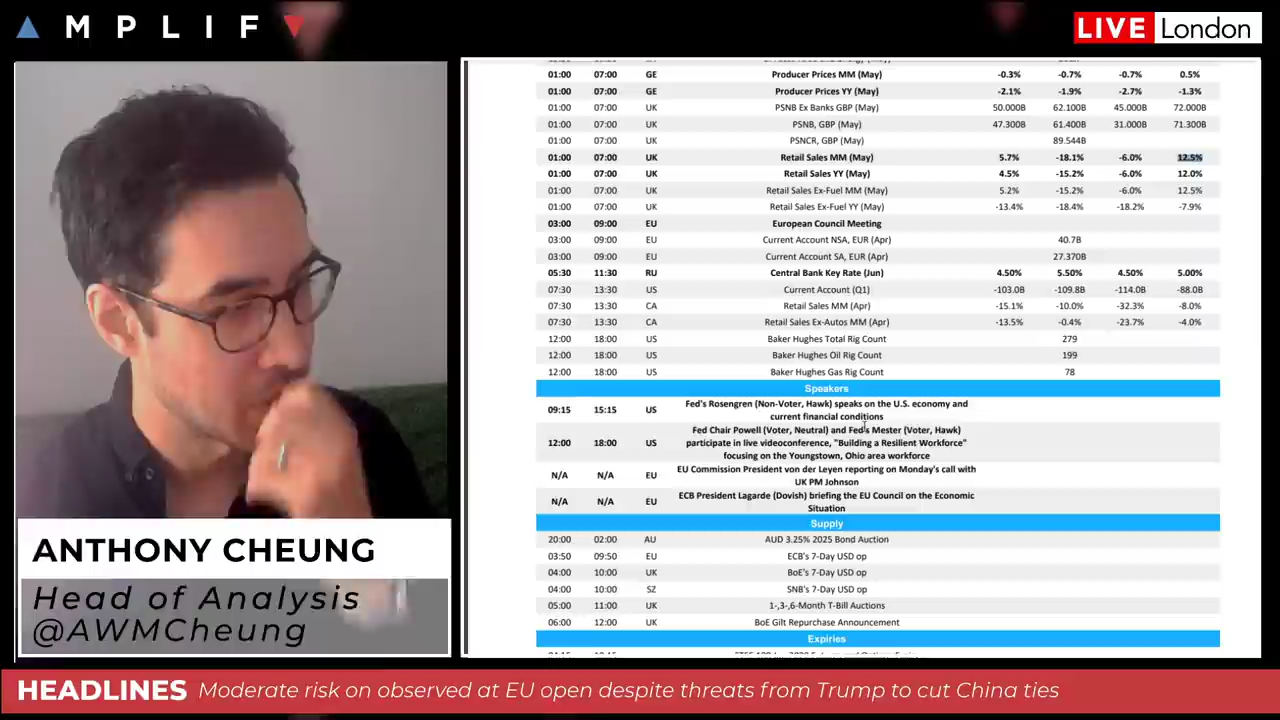 AMPLIFY
LIVE London
01:00 07:00 GE Producer Prices MM (May) -0.3% -0.7% -0.7% 0.5%
01:00 07:00 GE Producer Prices YY (May) -2.1% -1.9% -2.7% -1.3%
01:00 07:00 UK PSNB Ex Banks GBP (May) 50.000B 62.100B 45.000B 72.000B
01:00 07:00 UK PSNB, GBP (May) 47.300B 61.400B 31.000B 71.300B
01:00 07:00 UK PSNCR, GBP (May) 89.544B
01:00 07:00 UK Retail Sales MM (May) 5.7% -18.1% -6.0% 12.5%
01:00 07:00 UK Retail Sales YY (May) 4.5% -15.2% -6.0% 12.0%
01:00 07:00 UK Retail Sales Ex-Fuel MM (May) 5.2% -15.2% -6.0% 12.5%
01:00 07:00 UK Retail Sales Ex-Fuel YY (May) -13.4% -18.4% -18.2% -7.9%
03:00 09:00 EU European Council Meeting
03:00 09:00 EU Current Account NSA, EUR (Apr) 40.7B
03:00 09:00 EU Current Account SA, EUR (Apr) 27.370B
05:30 11:30 RU Central Bank Key Rate (Jun) 4.50% 5.50% 4.50% 5.00%
07:30 13:30 US Current Account (Q1) -103.0B -109.8B -114.0B -88.0B
07:30 13:30 CA Retail Sales MM (Apr) -15.1% -10.0% -32.3% -8.0%
07:30 13:30 CA Retail Sales Ex-Autos MM (Apr) -13.5% -0.4% -23.7% -4.0%
12:00 18:00 US Baker Hughes Total Rig Count 279
12:00 18:00 US Baker Hughes Oil Rig Count 199
12:00 18:00 US Baker Hughes Gas Rig Count 78
Speakers
09:15 15:15 US Fed's Rosengren (Non-Voter, Hawk) speaks on the U.S. economy and
current financial conditions
Fed Chair Powell (Voter, Neutral) and Fed's Mester (Voter, Hawk)
12:00 18:00 US participate in live videoconference, "Building a Resilient Workforce"
focusing on the Youngstown, Ohio area workforce
N/A N/A EU EU Commission President von der Leyen reporting on Monday's call with
UK PM Johnson
N/A N/A EU ECB President Lagarde (Dovish) briefing the EU Council on the Economic
Situation
Supply
20:00 02:00 AU AUD 3.25% 2025 Bond Auction
03:50 09:50 EU ECB's 7-Day USD op
04:00 10:00 UK BoE's 7-Day USD op
04:00 10:00 SZ SNB's 7-Day USD op
05:00 11:00 UK 1-,3-,6-Month T-Bill Auctions
06:00 12:00 UK BoE Gilt Repurchase Announcement
Expiries
ANTHONY CHEUNG
Head of Analysis
@AWMCheung
HEADLINES Moderate risk on observed at EU open despite threats from Trump to cut China ties